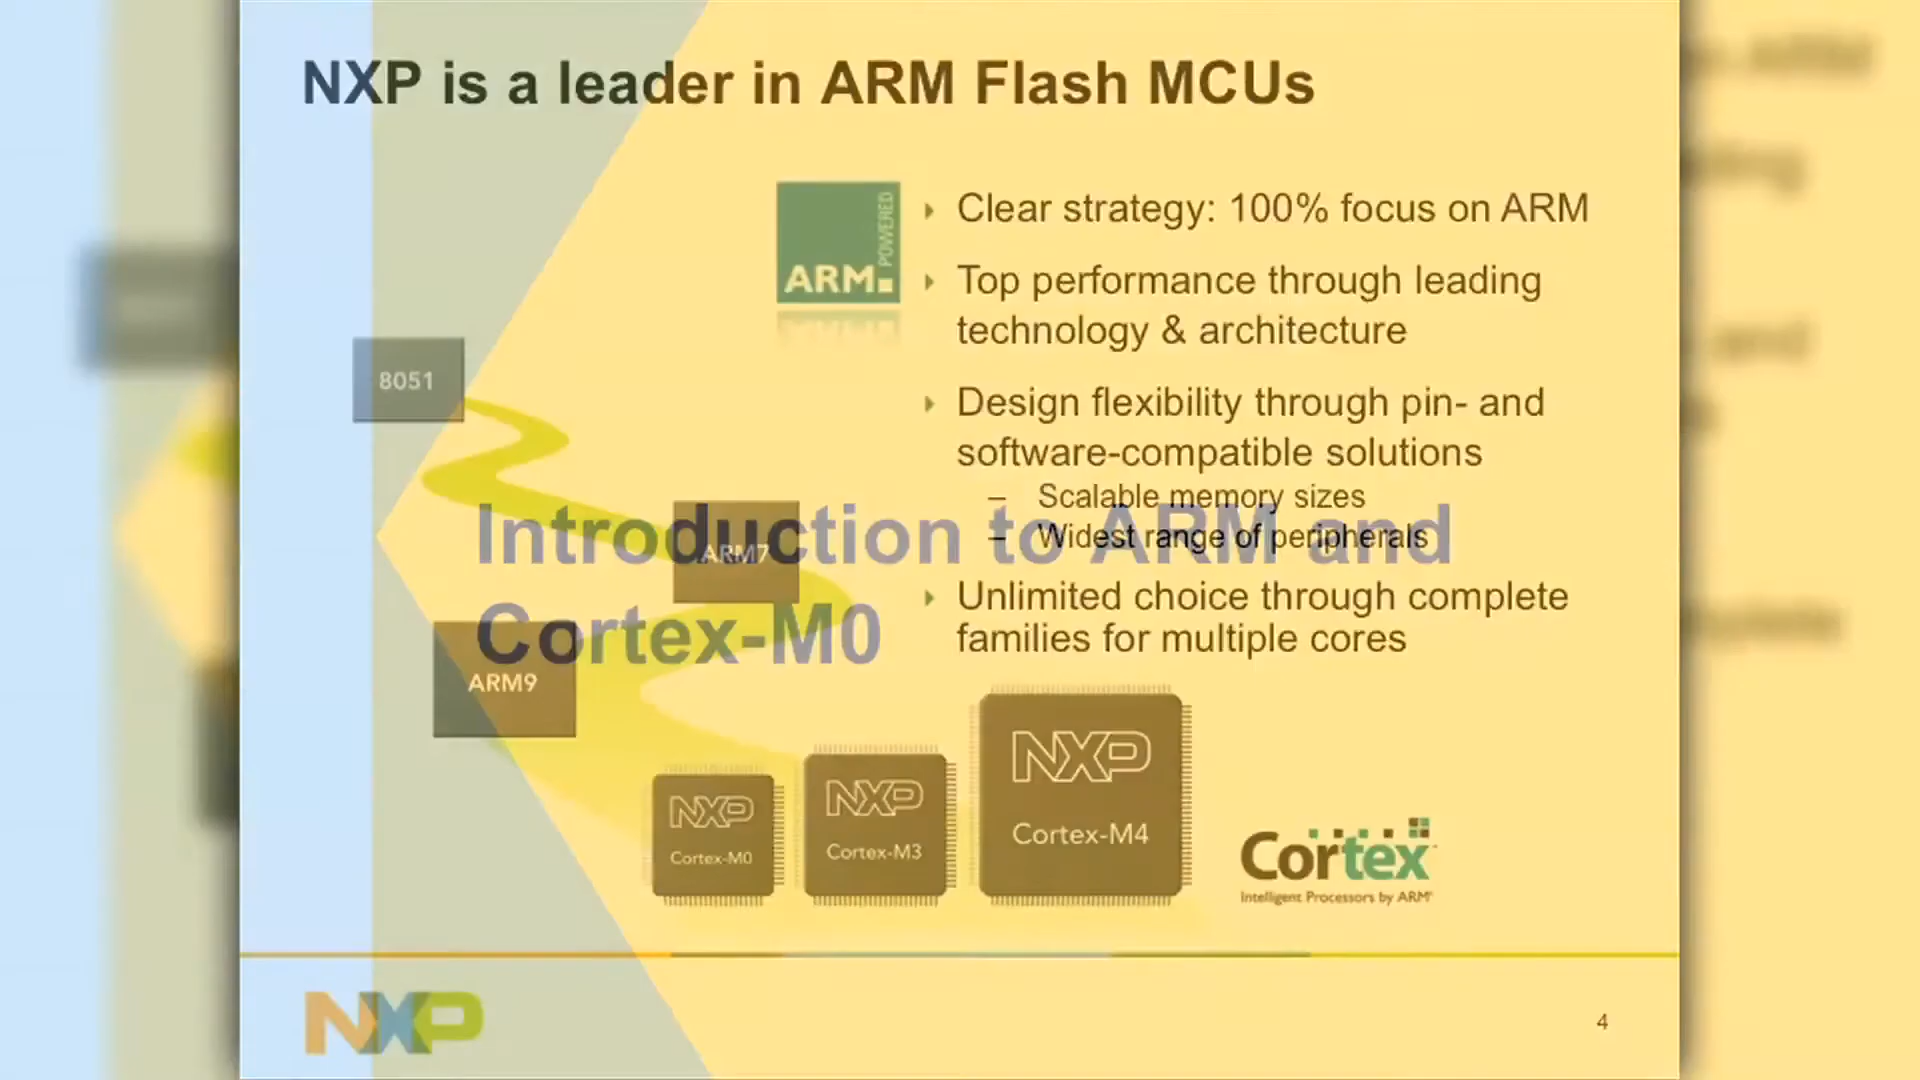 NXP is a leader in ARM Flash MCUs
ARM POWERED
Clear strategy: 100% focus on ARM
Top performance through leading
technology & architecture
Design flexibility through pin- and
software-compatible solutions
– Scalable memory sizes
– Widest range of peripherals
Unlimited choice through complete
families for multiple cores
8051
ARM7
ARM9
Introduction to ARM and
Cortex-M0
NXP
Cortex-M0
NXP
Cortex-M3
NXP
Cortex-M4
Cortex
Intelligent Processors by ARM
NXP
4